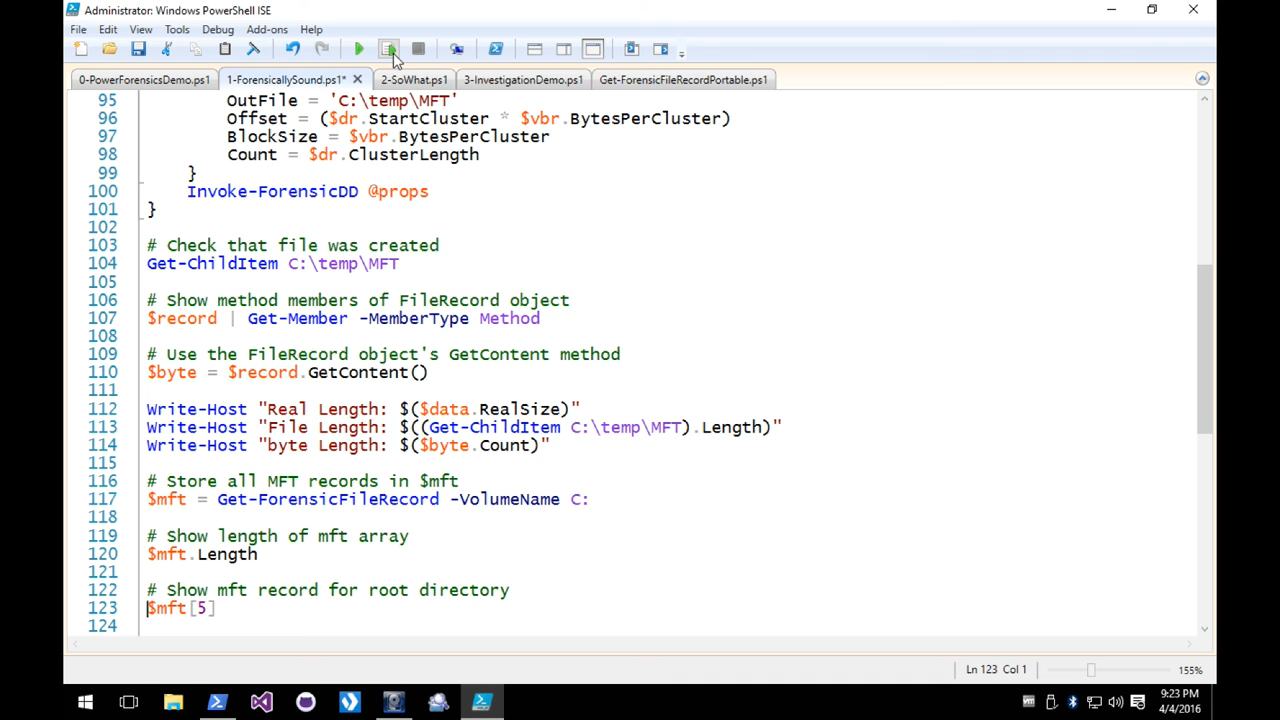 Administrator: Windows PowerShell ISE
File Edit View Tools Debug Add-ons Help
0-PowerForensicsDemo.ps1 1-ForensicallySound.ps1* 2-SoWhat.ps1 3-InvestigationDemo.ps1 Get-ForensicFileRecordPortable.ps1
95 OutFile = 'C:\temp\MFT'
96 Offset = ($dr.StartCluster * $vbr.BytesPerCluster)
97 BlockSize = $vbr.BytesPerCluster
98 Count = $dr.ClusterLength
99 }
100 Invoke-ForensicDD @props
101 }
102
103 # Check that file was created
104 Get-ChildItem C:\temp\MFT
105
106 # Show method members of FileRecord object
107 $record | Get-Member -MemberType Method
108
109 # Use the FileRecord object's GetContent method
110 $byte = $record.GetContent()
111
112 Write-Host "Real Length: $($data.RealSize)"
113 Write-Host "File Length: $((Get-ChildItem C:\temp\MFT).Length)"
114 Write-Host "byte Length: $($byte.Count)"
115
116 # Store all MFT records in $mft
117 $mft = Get-ForensicFileRecord -VolumeName C:
118
119 # Show length of mft array
120 $mft.Length
121
122 # Show mft record for root directory
123 $mft[5]
124
Ln 123 Col 1 155%
9:23 PM
4/4/2016